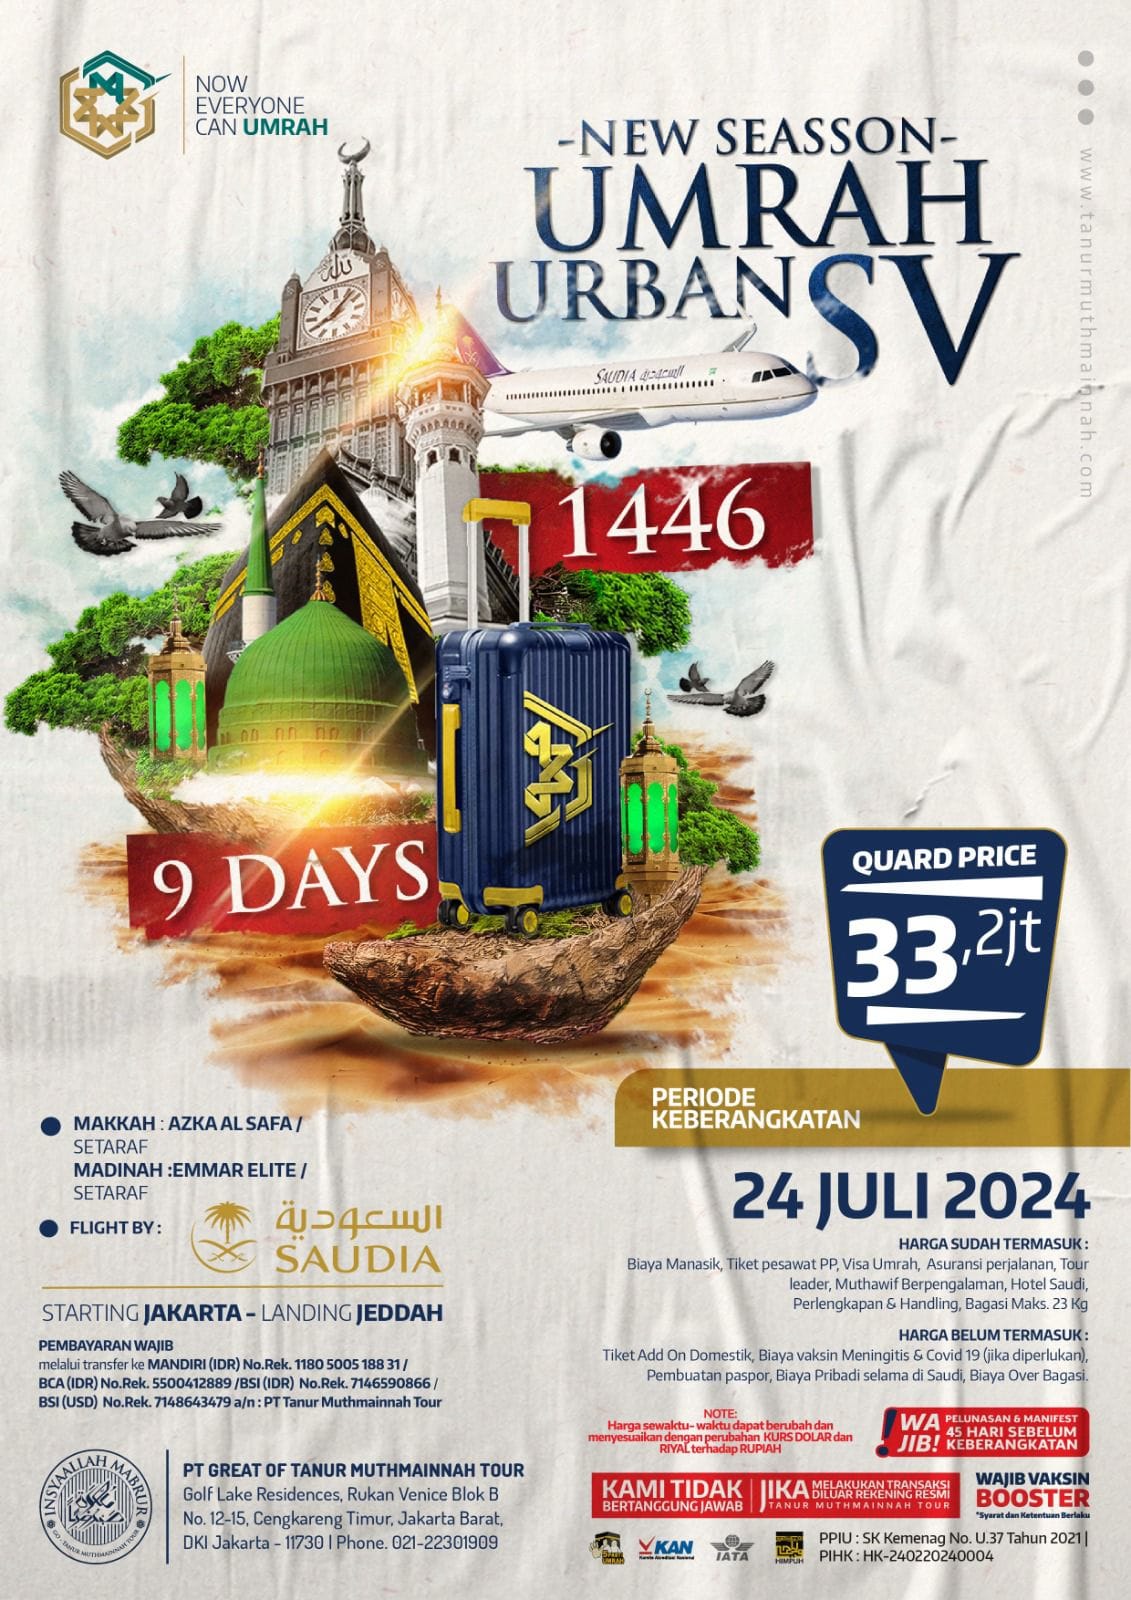 NOW
EVERYONE
CAN UMRAH
-NEW SEASSON-
UMRAH
URBAN SV
www.tanurmuthmainnah.com
SAUDIA السعودية
1446
9 DAYS
QUARD PRICE
33,2jt
PERIODE
KEBERANGKATAN
24 JULI 2024
MAKKAH : AZKA AL SAFA /
SETARAF
MADINAH :EMMAR ELITE /
SETARAF
FLIGHT BY :
السعودية
SAUDIA
STARTING JAKARTA - LANDING JEDDAH
PEMBAYARAN WAJIB
melalui transfer ke MANDIRI (IDR) No.Rek. 1180 5005 188 31 /
BCA (IDR) No.Rek. 5500412889 /BSI (IDR) No.Rek. 7146590866 /
BSI (USD) No.Rek. 7148643479 a/n : PT Tanur Muthmainnah Tour
HARGA SUDAH TERMASUK :
Biaya Manasik, Tiket pesawat PP, Visa Umrah, Asuransi perjalanan, Tour
leader, Muthawif Berpengalaman, Hotel Saudi,
Perlengkapan & Handling, Bagasi Maks. 23 Kg
HARGA BELUM TERMASUK :
Tiket Add On Domestik, Biaya vaksin Meningitis & Covid 19 (jika diperlukan),
Pembuatan paspor, Biaya Pribadi selama di Saudi, Biaya Over Bagasi.
NOTE:
Harga sewaktu- waktu dapat berubah dan
menyesuaikan dengan perubahan KURS DOLAR dan
RIYAL terhadap RUPIAH
WA
JIB!
PELUNASAN & MANIFEST
45 HARI SEBELUM
KEBERANGKATAN
KAMI TIDAK
BERTANGGUNG JAWAB
JIKA
MELAKUKAN TRANSAKSI
DILUAR REKENING RESMI
TANUR MUTHMAINNAH TOUR
WAJIB VAKSIN
BOOSTER
*Syarat dan Ketentuan Berlaku
INSYAALLAH MABRUR
GO - TANUR MUTHMAINNAH TOUR
PT GREAT OF TANUR MUTHMAINNAH TOUR
Golf Lake Residences, Rukan Venice Blok B
No. 12-15, Cengkareng Timur, Jakarta Barat,
DKI Jakarta - 11730 | Phone. 021-22301909
5 PASTI
UMRAH
KAN
Komite Akreditasi Nasional
IATA
HIMPUH
PPIU : SK Kemenag No. U.37 Tahun 2021 |
PIHK : HK-240220240004